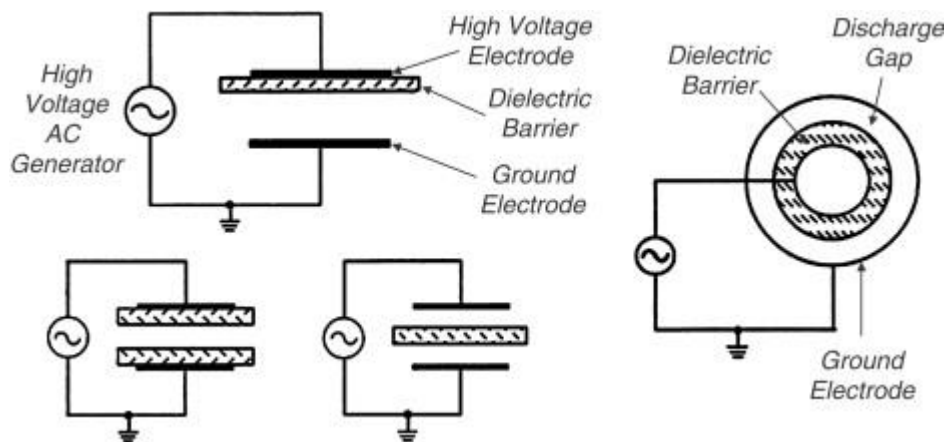 High Voltage
Electrode
High
Voltage
AC
Generator
Dielectric
Barrier
Ground
Electrode
Discharge
Gap
Dielectric
Barrier
Ground
Electrode